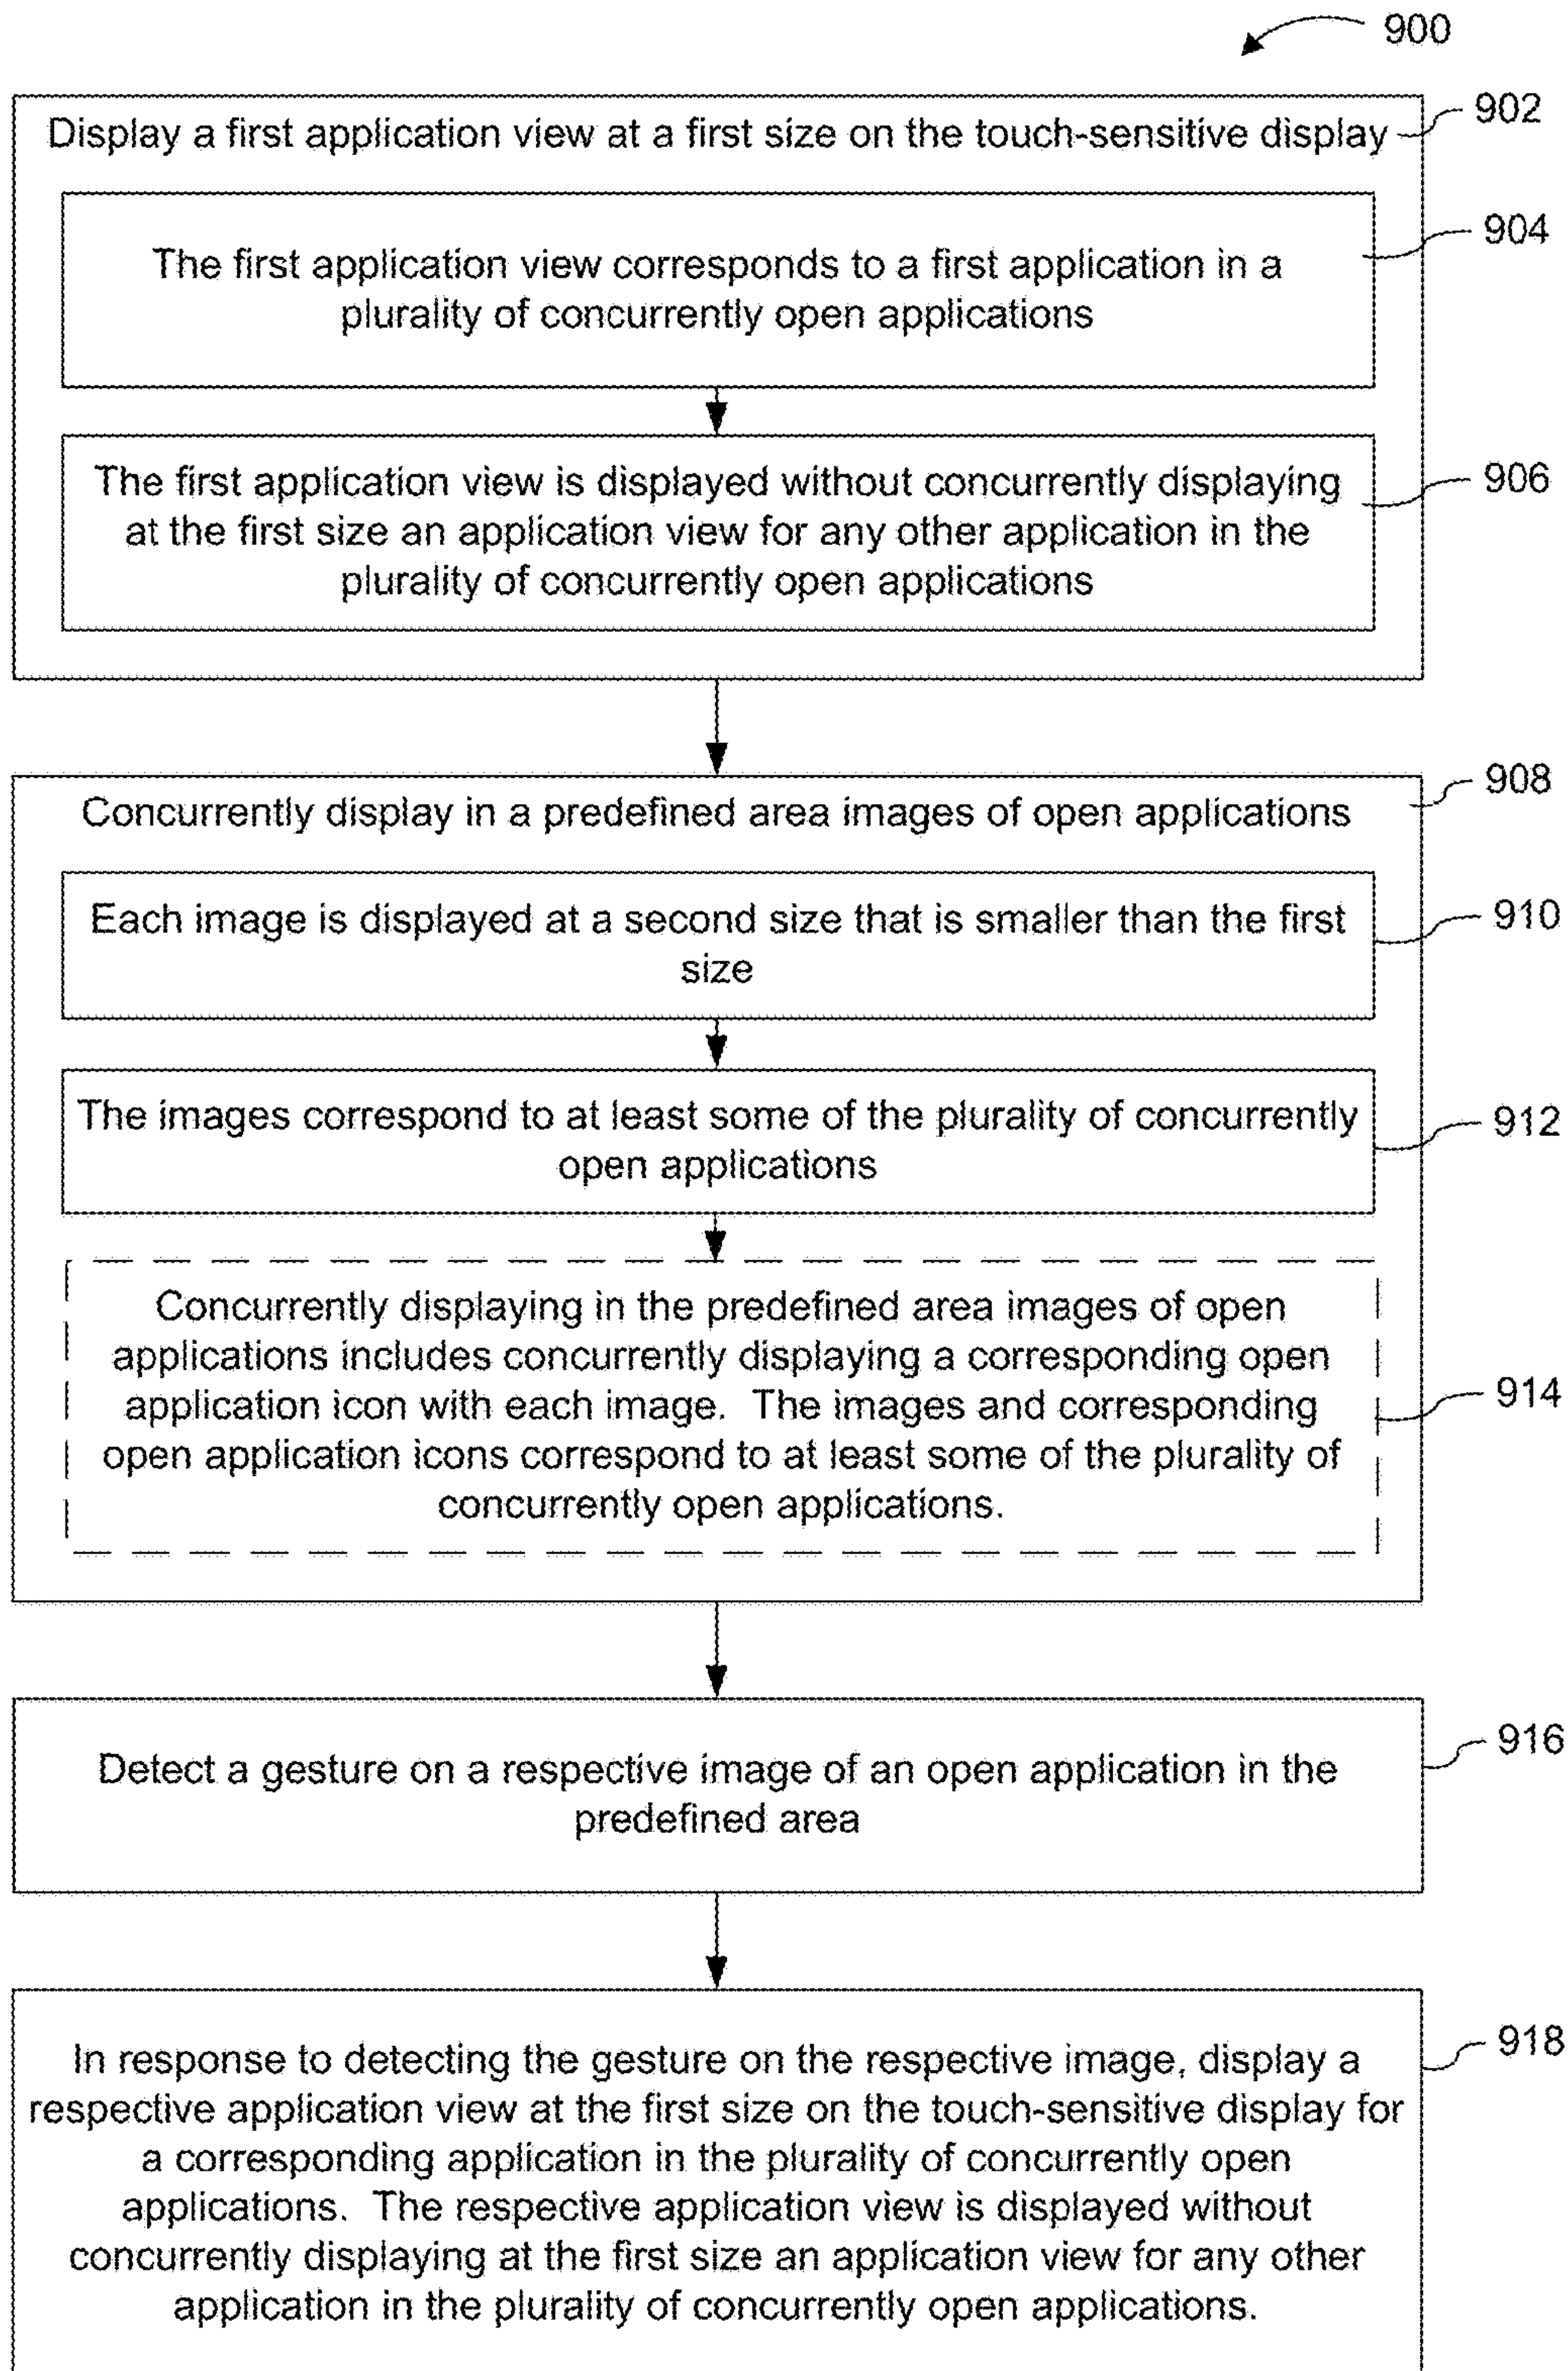 900
Display a first application view at a first size on the touch-sensitive display
902
The first application view corresponds to a first application in a
plurality of concurrently open applications
904
The first application view is displayed without concurrently displaying
at the first size an application view for any other application in the
plurality of concurrently open applications
906
Concurrently display in a predefined area images of open applications
908
Each image is displayed at a second size that is smaller than the first
size
910
The images correspond to at least some of the plurality of concurrently
open applications
912
Concurrently displaying in the predefined area images of open
applications includes concurrently displaying a corresponding open
application icon with each image. The images and corresponding
open application icons correspond to at least some of the plurality of
concurrently open applications.
914
Detect a gesture on a respective image of an open application in the
predefined area
916
In response to detecting the gesture on the respective image, display a
respective application view at the first size on the touch-sensitive display for
a corresponding application in the plurality of concurrently open
applications. The respective application view is displayed without
concurrently displaying at the first size an application view for any other
application in the plurality of concurrently open applications.
918